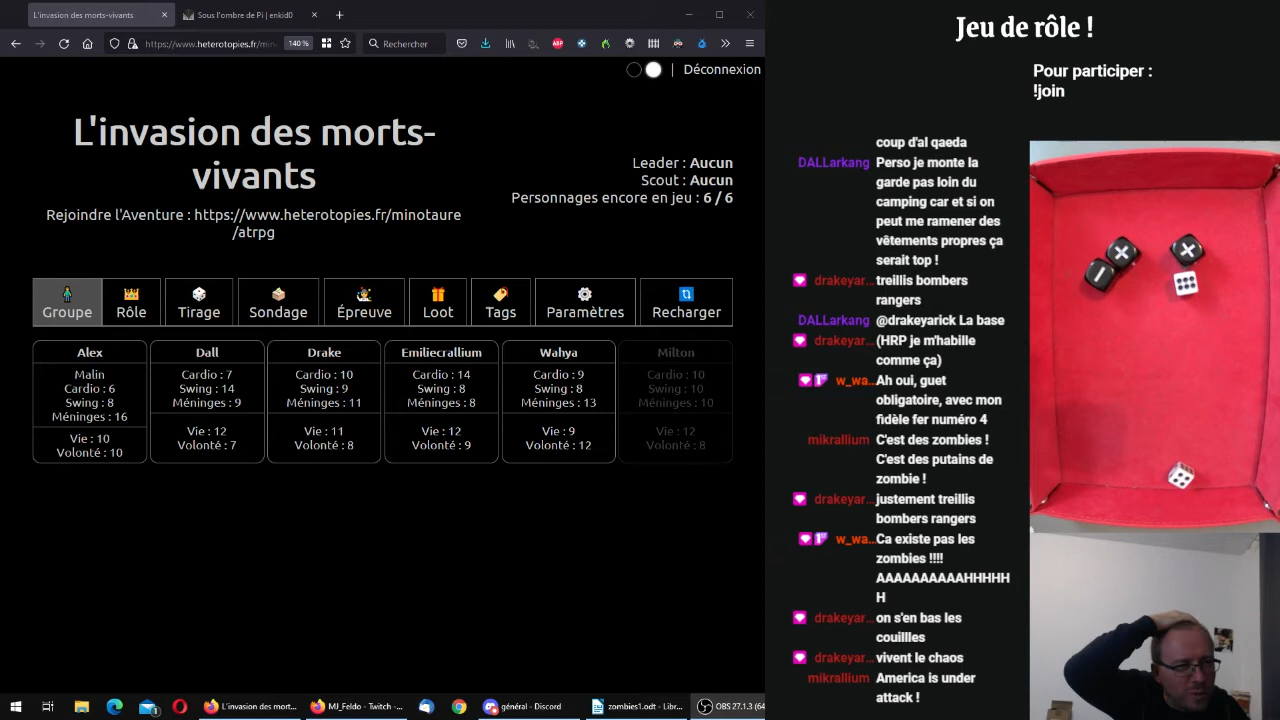 L'invasion des morts-vivants
Sous l'ombre de Pi | enkid0
https://www.heterotopies.fr/min
140 %
Rechercher
ABP
Déconnexion
L'invasion des morts-
vivants
Rejoindre l'Aventure : https://www.heterotopies.fr/minotaure
/atrpg
Leader : Aucun
Scout : Aucun
Personnages encore en jeu : 6 / 6
Groupe
Rôle
Tirage
Sondage
Épreuve
Loot
Tags
Paramètres
Recharger
Alex
Malin
Cardio : 6
Swing : 8
Méninges : 16
Vie : 10
Volonté : 10
Dall
Cardio : 7
Swing : 14
Méninges : 9
Vie : 12
Volonté : 7
Drake
Cardio : 10
Swing : 9
Méninges : 11
Vie : 11
Volonté : 8
Emiliecrallium
Cardio : 14
Swing : 8
Méninges : 8
Vie : 12
Volonté : 9
Wahya
Cardio : 9
Swing : 8
Méninges : 13
Vie : 9
Volonté : 12
Milton
Cardio : 10
Swing : 10
Méninges : 10
Vie : 12
Volonté : 8
L'invasion des mort...
MJ_Feldo - Twitch - ...
général - Discord
zombies1.odt - Libr...
OBS 27.1.3 (64
Jeu de rôle !
Pour participer :
!join
coup d'al qaeda
DALLarkang Perso je monte la
garde pas loin du
camping car et si on
peut me ramener des
vêtements propres ça
serait top !
drakeyar... treillis bombers
rangers
DALLarkang @drakeyarick La base
drakeyar... (HRP je m'habille
comme ça)
w_wa... Ah oui, guet
obligatoire, avec mon
fidèle fer numéro 4
mikrallium C'est des zombies !
C'est des putains de
zombie !
drakeyar... justement treillis
bombers rangers
w_wa... Ca existe pas les
zombies !!!!
AAAAAAAAAAHHHHH
H
drakeyar... on s'en bas les
couillles
drakeyar... vivent le chaos
mikrallium America is under
attack !